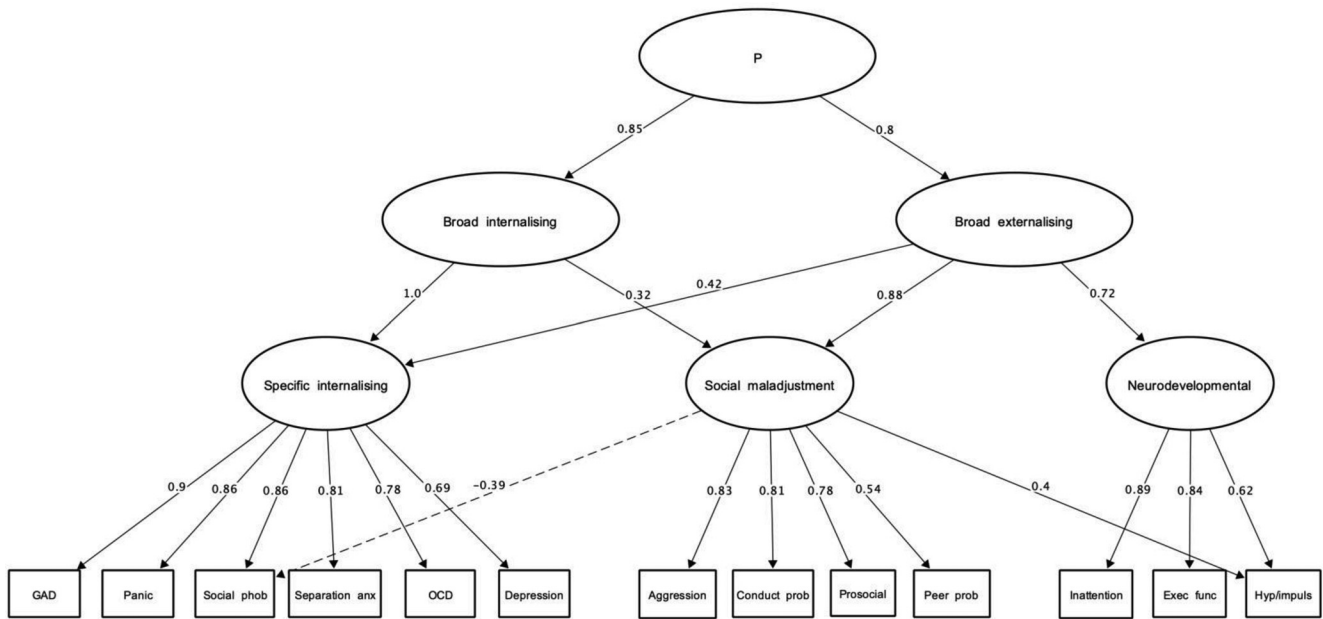 P
0.85
0.8
Broad internalising
Broad externalising
1.0
0.32
0.42
0.88
0.72
Specific internalising
Social maladjustment
Neurodevelopmental
0.9
0.86
0.86
0.81
0.78
0.69
-0.39
0.83
0.81
0.78
0.54
0.4
0.89
0.84
0.62
GAD
Panic
Social phob
Separation anx
OCD
Depression
Aggression
Conduct prob
Prosocial
Peer prob
Inattention
Exec func
Hyp/impuls